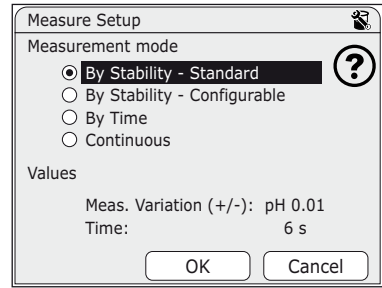 Measure Setup
Measurement mode
By Stability - Standard
?
By Stability - Configurable
By Time
Continuous
Values
Meas. Variation (+/-): pH 0.01
Time: 6 s
OK Cancel